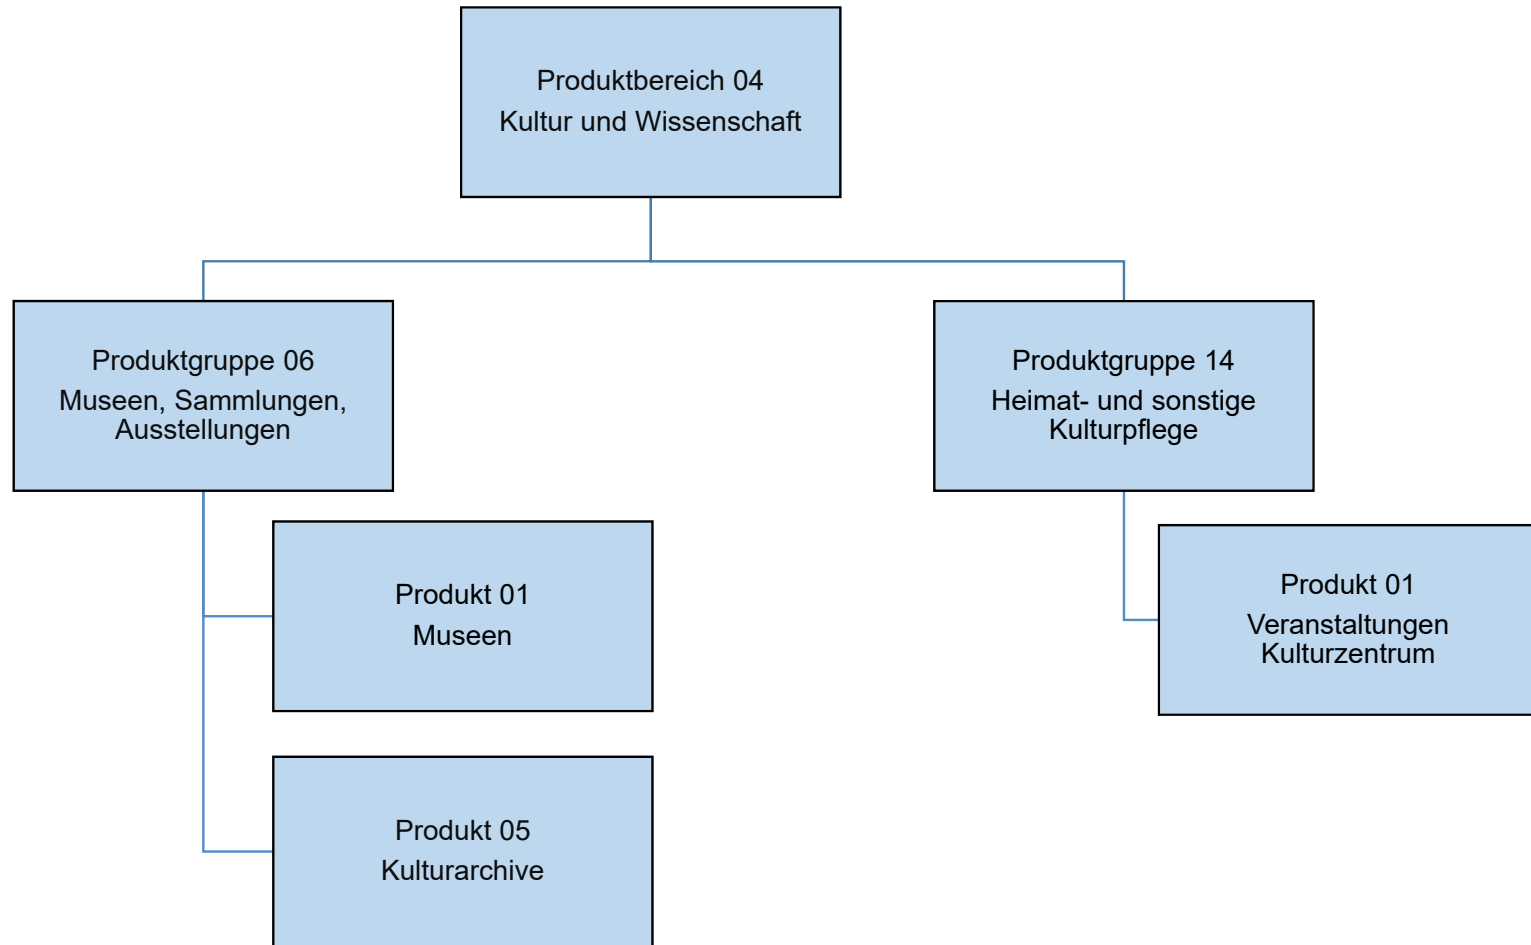 Produktbereich 04
Kultur und Wissenschaft
Produktgruppe 06
Museen, Sammlungen,
Ausstellungen
Produkt 01
Museen
Produkt 05
Kulturarchive
Produktgruppe 14
Heimat- und sonstige
Kulturpflege
Produkt 01
Veranstaltungen
Kulturzentrum